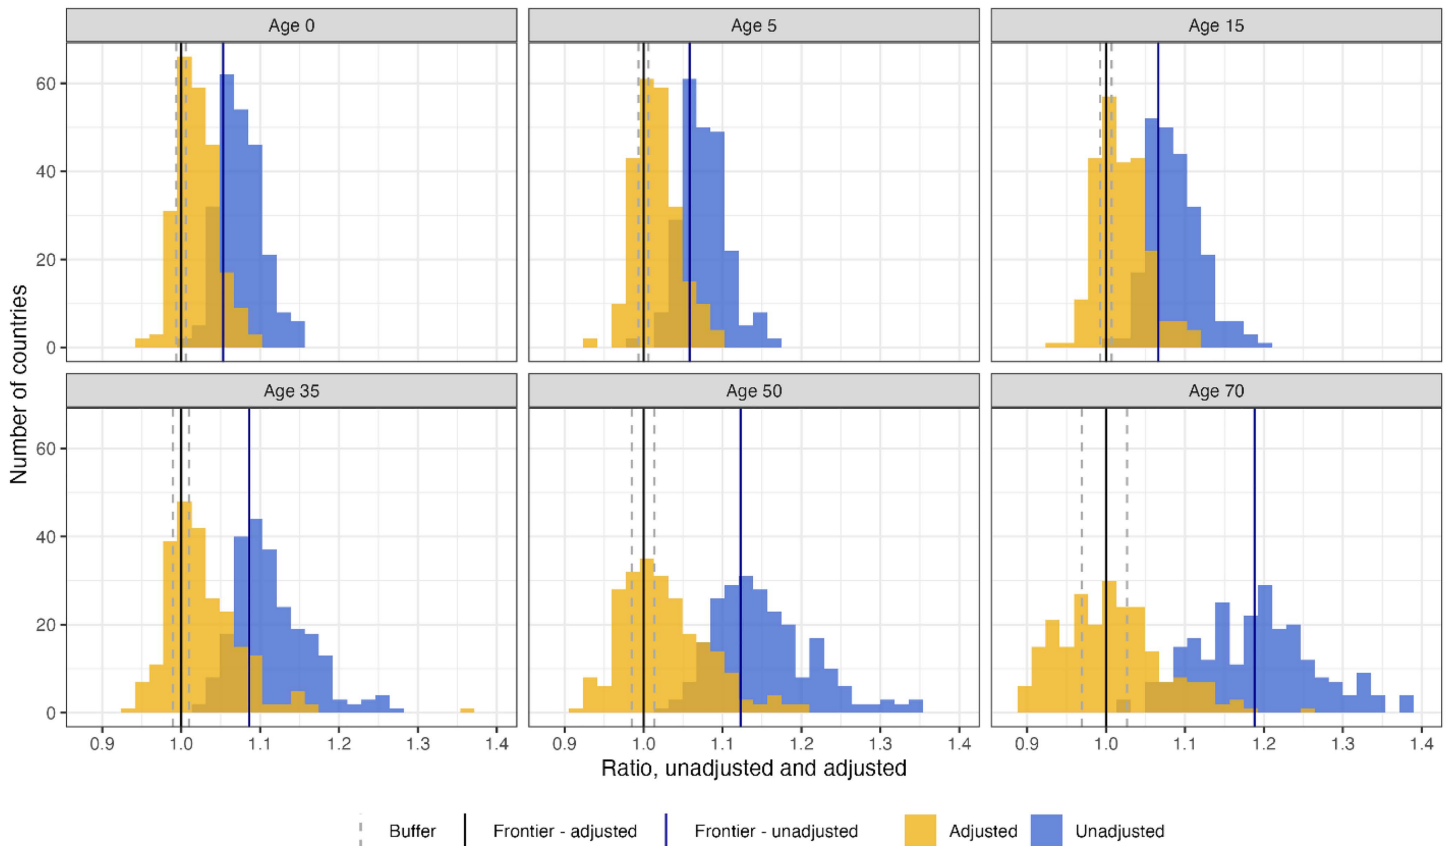 Age 0
Age 5
Age 15
60
40
20
0
Number of countries
Age 35
Age 50
Age 70
60
40
20
0
0.9 1.0 1.1 1.2 1.3 1.4
0.9 1.0 1.1 1.2 1.3 1.4
0.9 1.0 1.1 1.2 1.3 1.4
Ratio, unadjusted and adjusted
Buffer
Frontier - adjusted
Frontier - unadjusted
Adjusted
Unadjusted